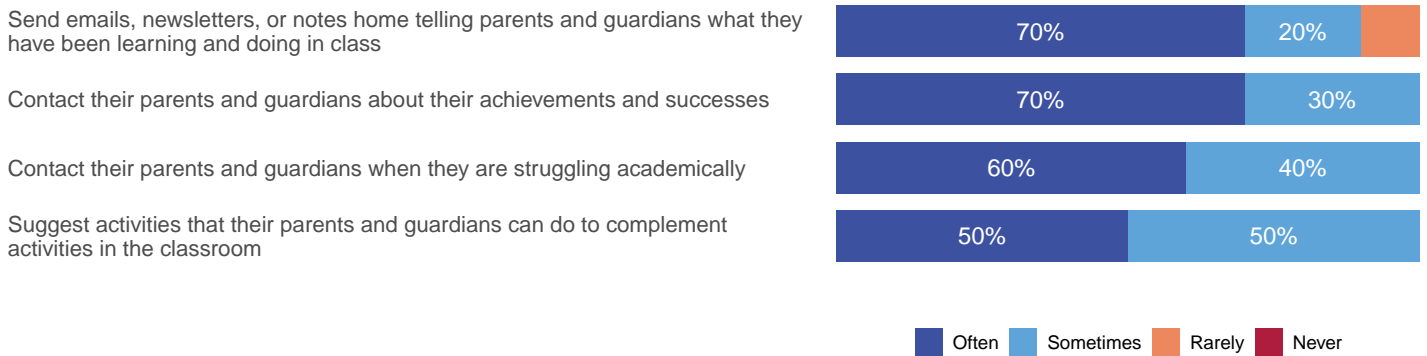 Send emails, newsletters, or notes home telling parents and guardians what they
have been learning and doing in class
70% 20%
Contact their parents and guardians about their achievements and successes
70% 30%
Contact their parents and guardians when they are struggling academically
60% 40%
Suggest activities that their parents and guardians can do to complement
activities in the classroom
50% 50%
Often Sometimes Rarely Never